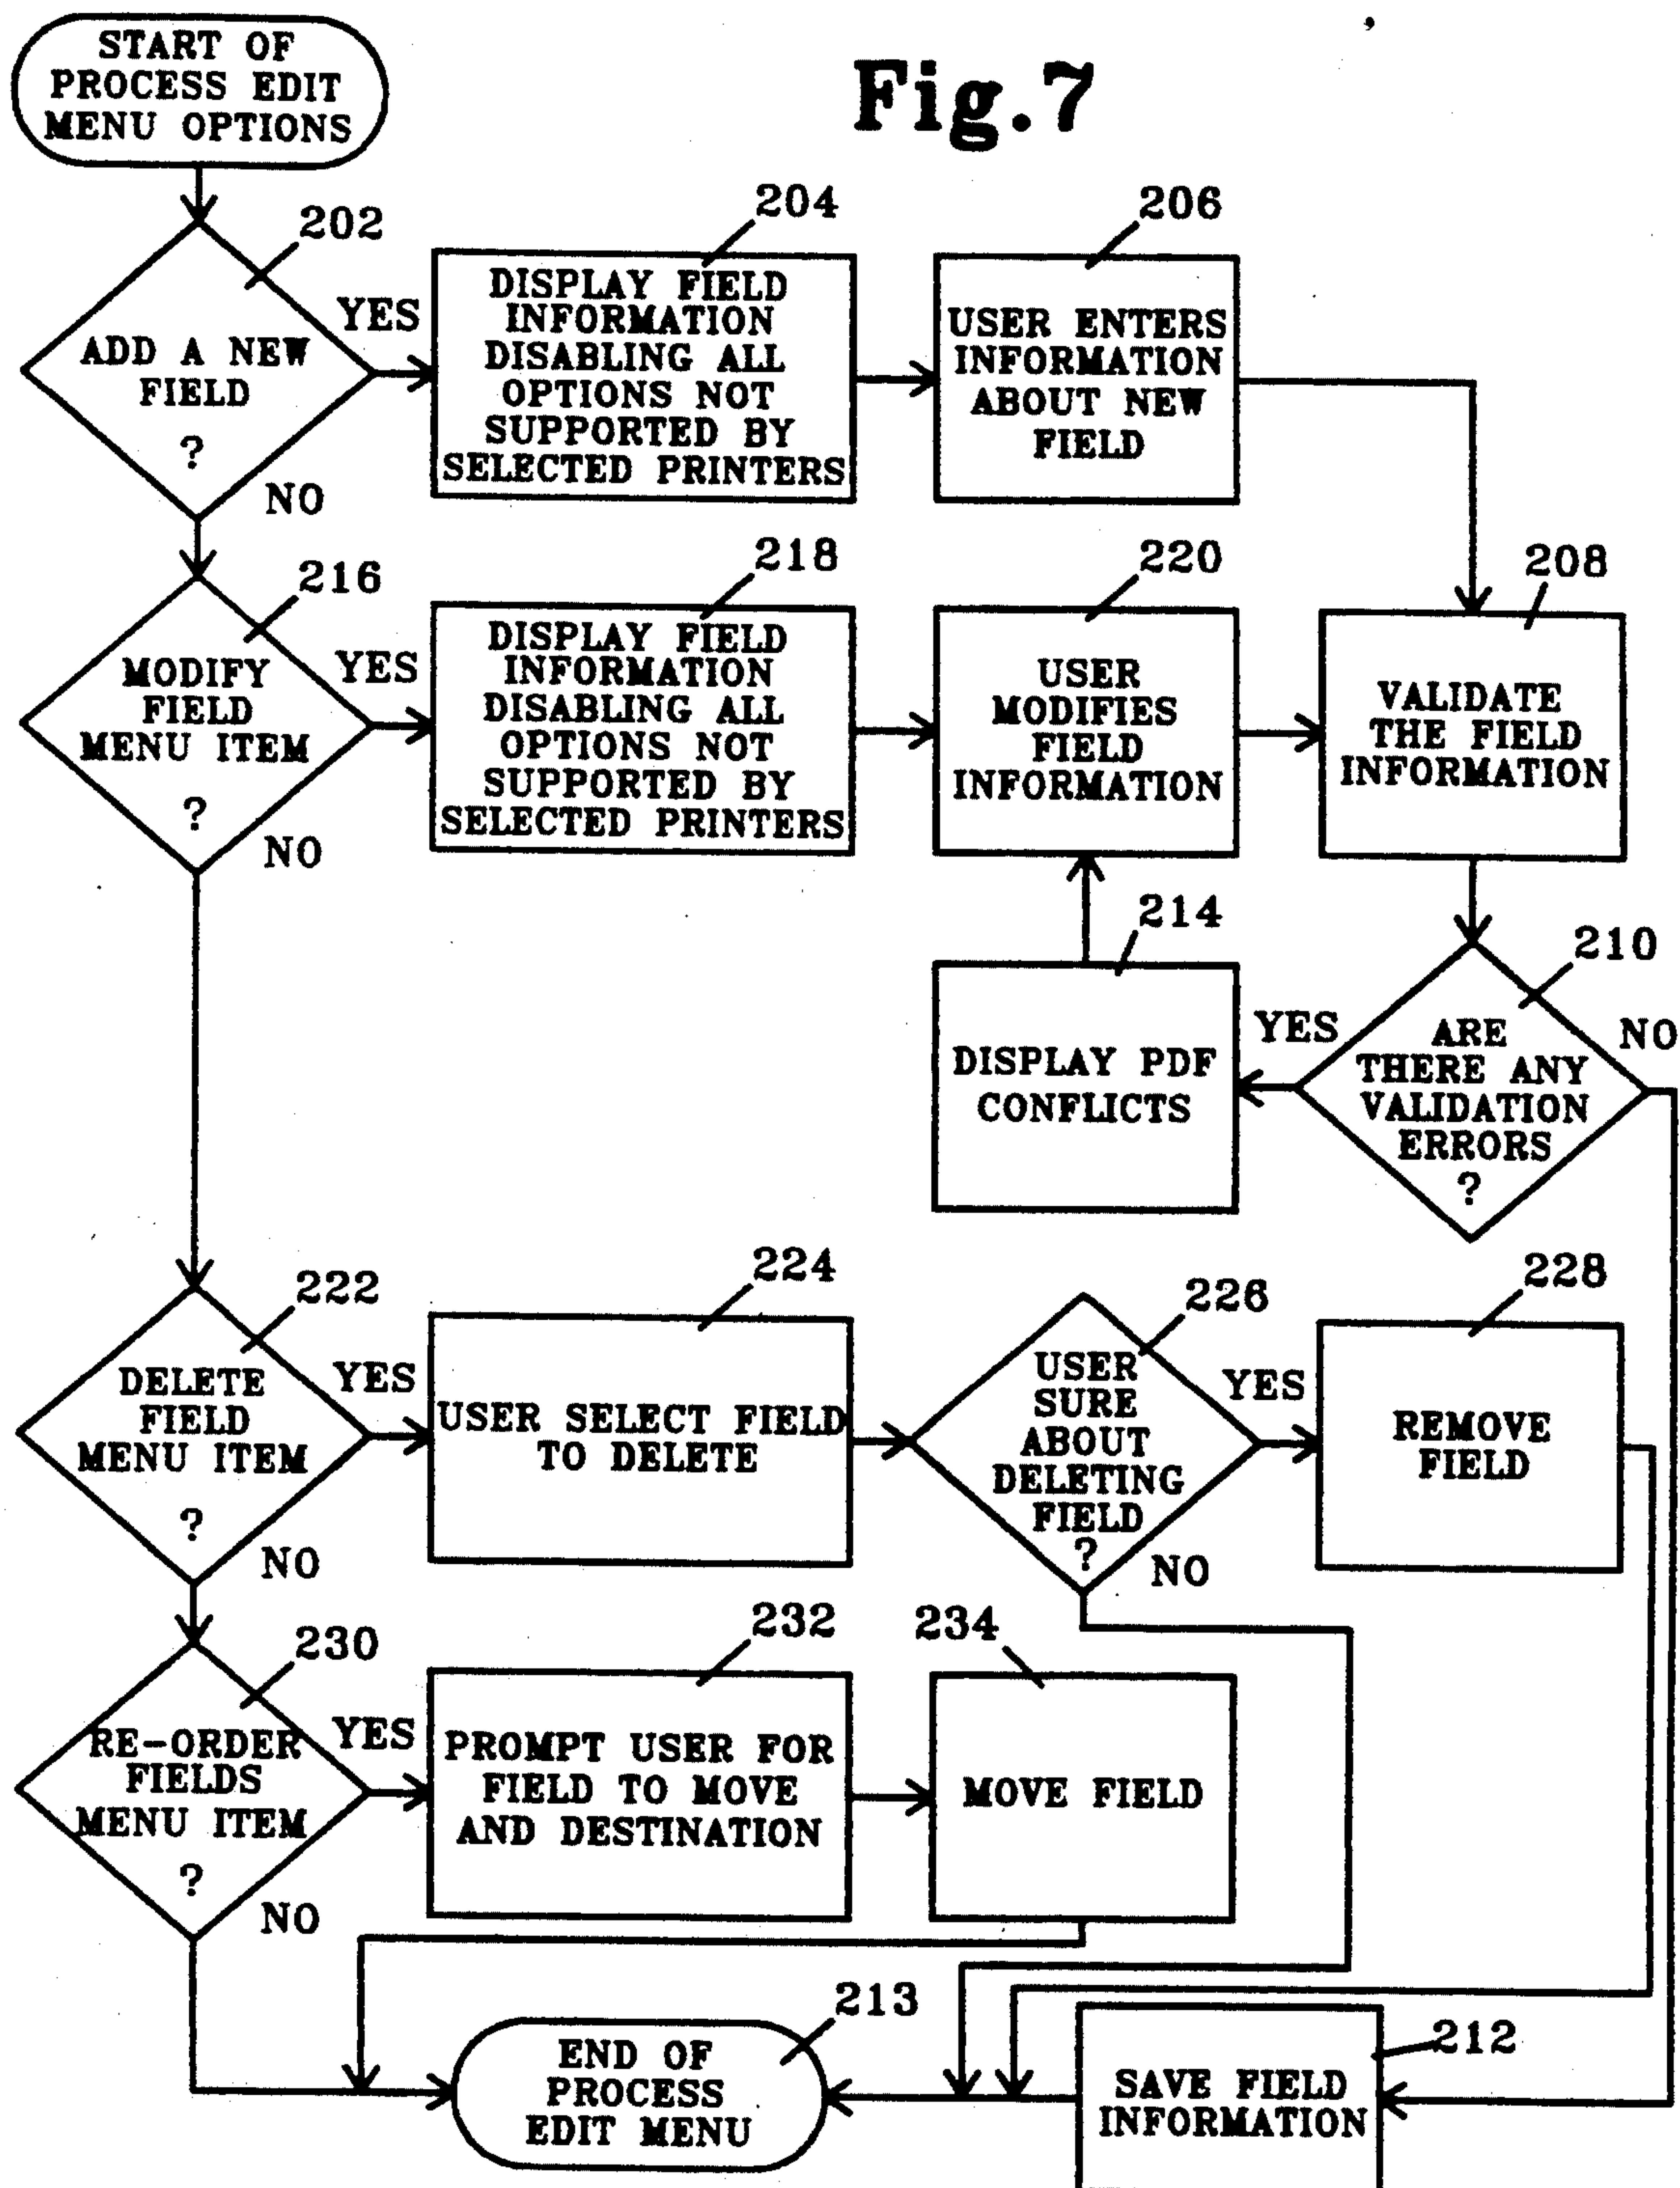 START OF
PROCESS EDIT
MENU OPTIONS
Fig.7
202
ADD A NEW
FIELD
?
YES
NO
204
DISPLAY FIELD
INFORMATION
DISABLING ALL
OPTIONS NOT
SUPPORTED BY
SELECTED PRINTERS
206
USER ENTERS
INFORMATION
ABOUT NEW
FIELD
216
MODIFY
FIELD
MENU ITEM
?
YES
NO
218
DISPLAY FIELD
INFORMATION
DISABLING ALL
OPTIONS NOT
SUPPORTED BY
SELECTED PRINTERS
220
USER
MODIFIES
FIELD
INFORMATION
208
VALIDATE
THE FIELD
INFORMATION
214
DISPLAY PDF
CONFLICTS
210
YES
ARE
THERE ANY
VALIDATION
ERRORS
?
NO
222
DELETE
FIELD
MENU ITEM
?
YES
NO
224
USER SELECT FIELD
TO DELETE
226
USER
SURE
ABOUT
DELETING
FIELD
?
YES
NO
228
REMOVE
FIELD
230
RE-ORDER
FIELDS
MENU ITEM
?
YES
NO
232
PROMPT USER FOR
FIELD TO MOVE
AND DESTINATION
234
MOVE FIELD
213
END OF
PROCESS
EDIT MENU
212
SAVE FIELD
INFORMATION